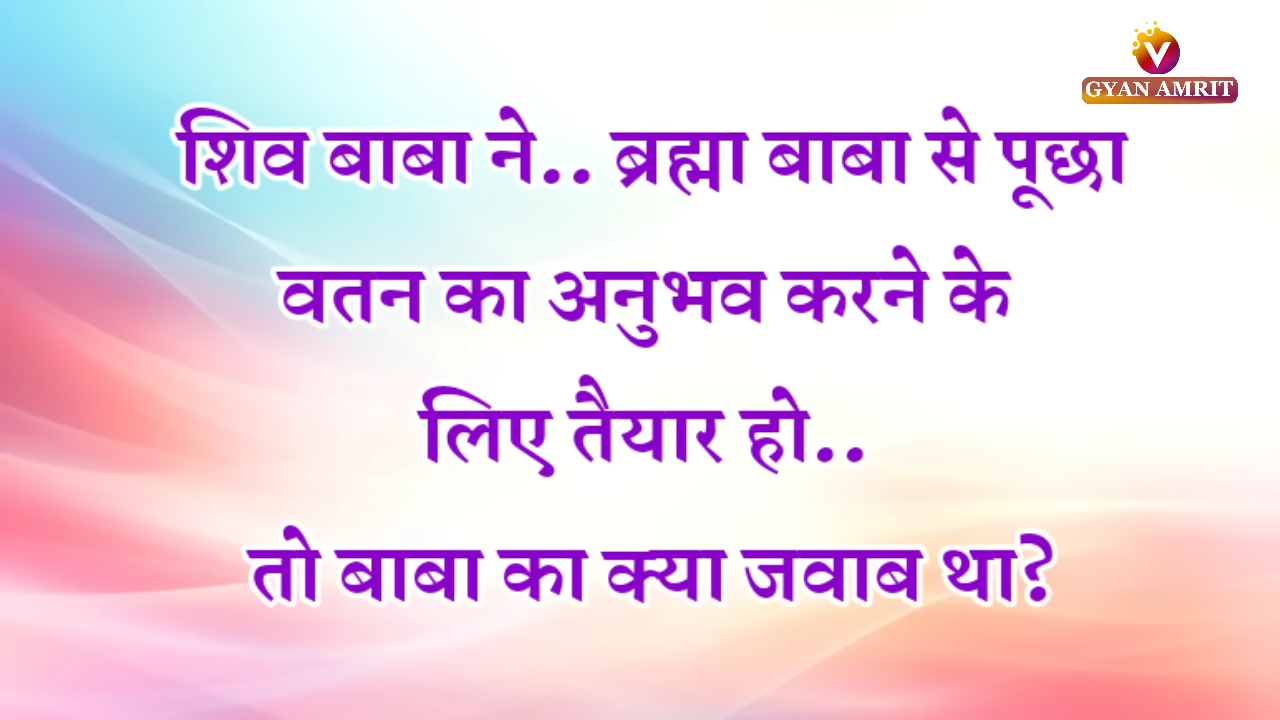 V
GYAN AMRIT
शिव बाबा ने.. ब्रह्मा बाबा से पूछा
वतन का अनुभव करने के
लिए तैयार हो..
तो बाबा का क्या जवाब था?